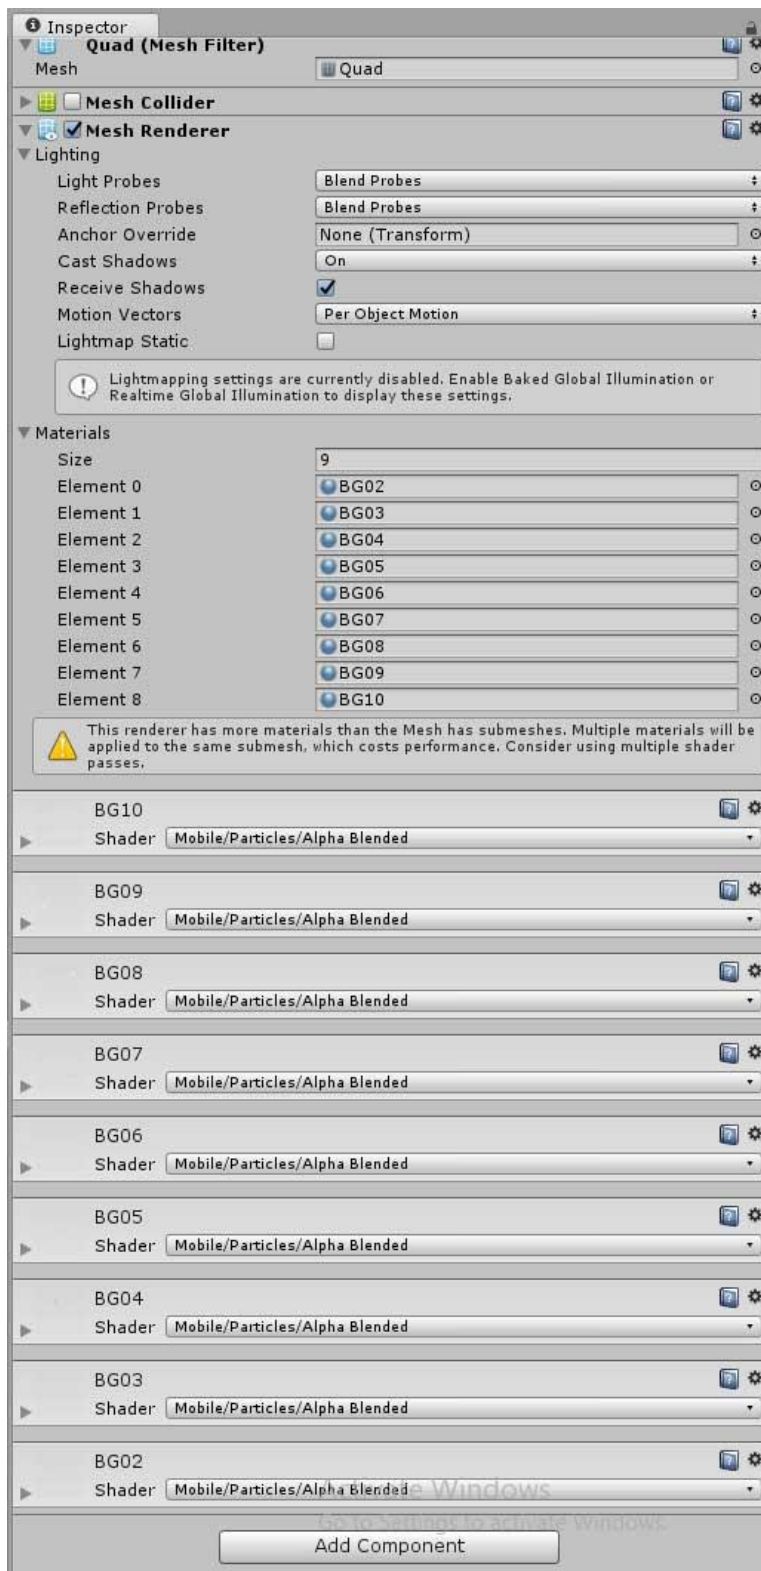 Inspector
Quad (Mesh Filter)
Mesh Quad
Mesh Collider
Mesh Renderer
Lighting
Light Probes Blend Probes
Reflection Probes Blend Probes
Anchor Override None (Transform)
Cast Shadows On
Receive Shadows
Motion Vectors Per Object Motion
Lightmap Static
Lightmapping settings are currently disabled. Enable Baked Global Illumination or
Realtime Global Illumination to display these settings.
Materials
Size 9
Element 0 BG02
Element 1 BG03
Element 2 BG04
Element 3 BG05
Element 4 BG06
Element 5 BG07
Element 6 BG08
Element 7 BG09
Element 8 BG10
This renderer has more materials than the Mesh has submeshes. Multiple materials will be
applied to the same submesh, which costs performance. Consider using multiple shader
passes.
BG10
Shader Mobile/Particles/Alpha Blended
BG09
Shader Mobile/Particles/Alpha Blended
BG08
Shader Mobile/Particles/Alpha Blended
BG07
Shader Mobile/Particles/Alpha Blended
BG06
Shader Mobile/Particles/Alpha Blended
BG05
Shader Mobile/Particles/Alpha Blended
BG04
Shader Mobile/Particles/Alpha Blended
BG03
Shader Mobile/Particles/Alpha Blended
BG02
Shader Mobile/Particles/Alpha Blended
Activate Windows
Go to Settings to activate Windows.
Add Component